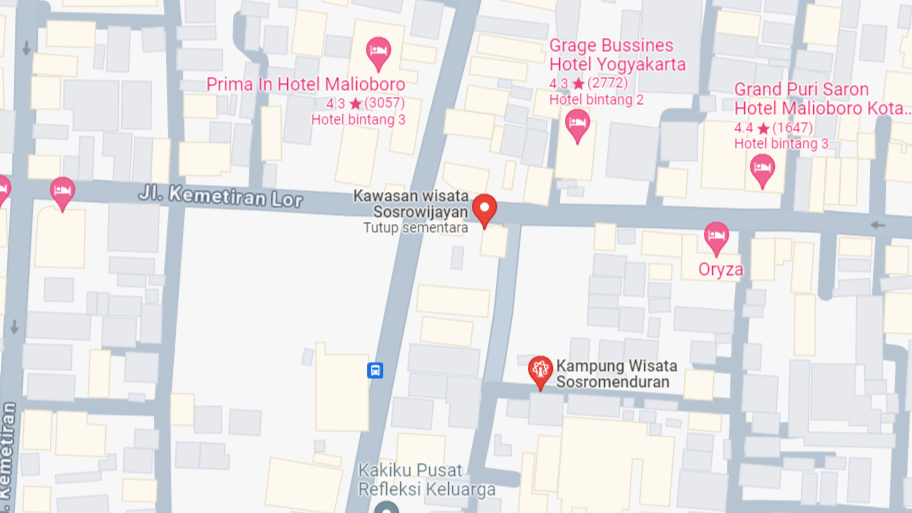 Grage Bussines
Hotel Yogyakarta
4,3 ★ (2772)
Hotel bintang 2
Prima In Hotel Malioboro
4.3 ★ (3057)
Hotel bintang 3
Grand Puri Saron
Hotel Malioboro Kota...
4.4 ★ (1647)
Hotel bintang 3
Jl. Kemetiran Lor
Kawasan wisata
Sosrowijayan
Tutup sementara
Oryza
Kampung Wisata
Sosromenduran
. Kemetiran
Kakiku Pusat
Refleksi Keluarga